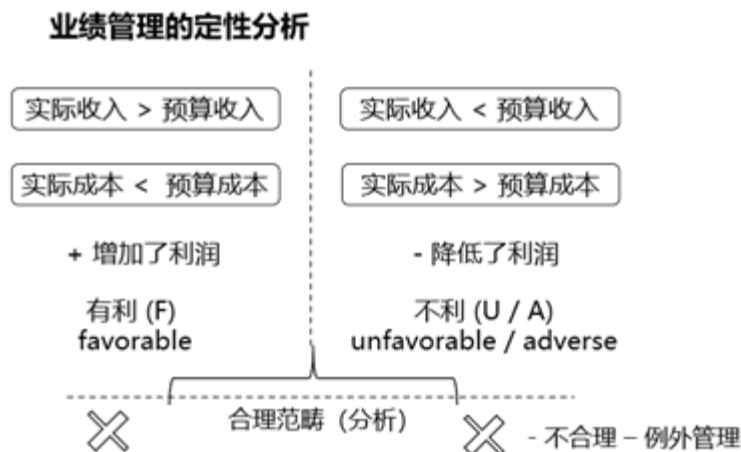 业绩管理的定性分析
实际收入 > 预算收入
实际收入 < 预算收入
实际成本 < 预算成本
实际成本 > 预算成本
+ 增加了利润
- 降低了利润
有利 (F)
favorable
不利 (U / A)
unfavorable / adverse
合理范畴（分析）
- 不合理 – 例外管理